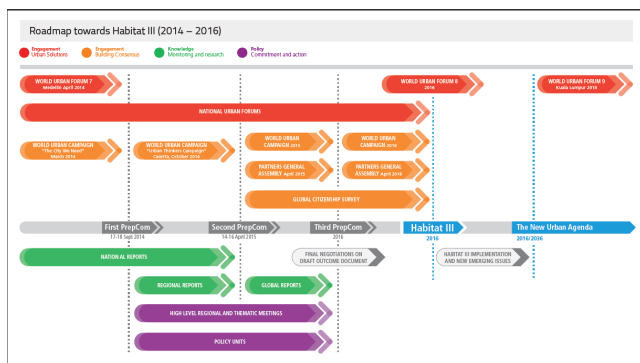 Roadmap towards Habitat III (2014 – 2016)
Engagement
Urban Solutions
Engagement
Building Consensus
Knowledge
Monitoring and research
Policy
Commitment and action
WORLD URBAN FORUM 7
Medellin April 2014
WORLD URBAN FORUM 8
2016
WORLD URBAN FORUM 9
Kuala Lumpur 2018
NATIONAL URBAN FORUMS
WORLD URBAN CAMPAIGN
"The City We Need"
March 2014
WORLD URBAN CAMPAIGN
"Urban Thinkers Campaign"
Caserta, October 2014
WORLD URBAN
CAMPAIGN 2015
WORLD URBAN
CAMPAIGN 2016
PARTNERS GENERAL
ASSEMBLY April 2015
PARTNERS GENERAL
ASSEMBLY April 2016
GLOBAL CITIZENSHIP SURVEY
First PrepCom
17-18 Sept 2014
Second PrepCom
14-16 April 2015
Third PrepCom
2016
Habitat III
2016
The New Urban Agenda
2016/2036
NATIONAL REPORTS
FINAL NEGOTIATIONS ON
DRAFT OUTCOME DOCUMENT
HABITAT III IMPLEMENTATION
AND NEW EMERGING ISSUES
REGIONAL REPORTS
GLOBAL REPORTS
HIGH LEVEL REGIONAL AND THEMATIC MEETINGS
POLICY UNITS